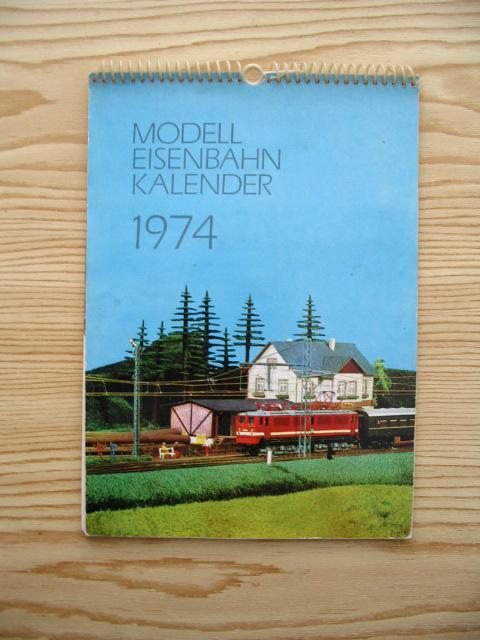 MODELL
EISENBAHN
KALENDER
1974